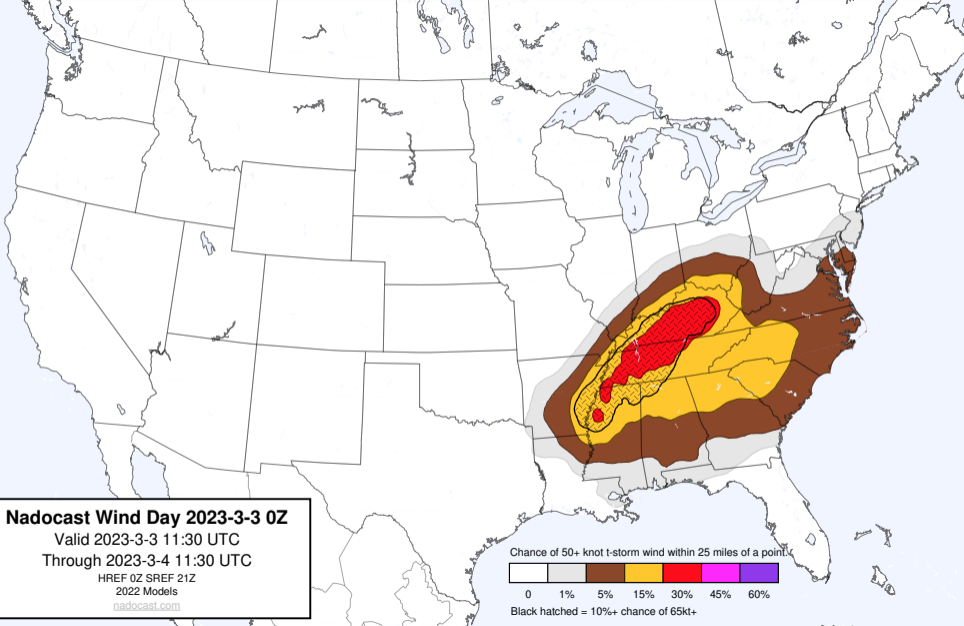 Nadocast Wind Day 2023-3-3 0Z
Valid 2023-3-3 11:30 UTC
Through 2023-3-4 11:30 UTC
HREF 0Z SREF 21Z
2022 Models
nadocast.com
Chance of 50+ knot t-storm wind within 25 miles of a point.
0 1% 5% 15% 30% 45% 60%
Black hatched = 10%+ chance of 65kt+